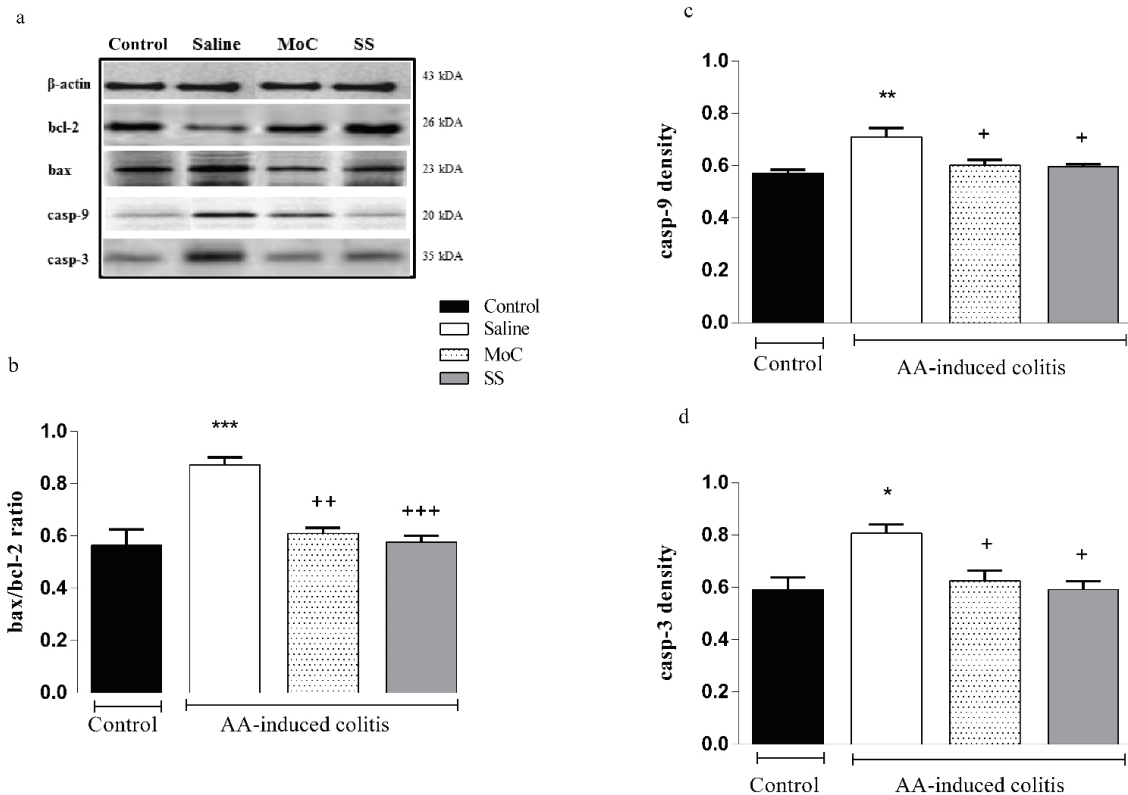 a
Control Saline MoC SS
β-actin 43 kDA
bcl-2 26 kDA
bax 23 kDA
casp-9 20 kDA
casp-3 35 kDA
Control
Saline
MoC
SS
b
bax/bcl-2 ratio
1.0
0.8
0.6
0.4
0.2
0.0
***
++
+++
Control
AA-induced colitis
c
casp-9 density
1.0
0.8
0.6
0.4
0.2
0.0
**
+
+
Control
AA-induced colitis
d
casp-3 density
1.0
0.8
0.6
0.4
0.2
0.0
*
+
+
Control
AA-induced colitis